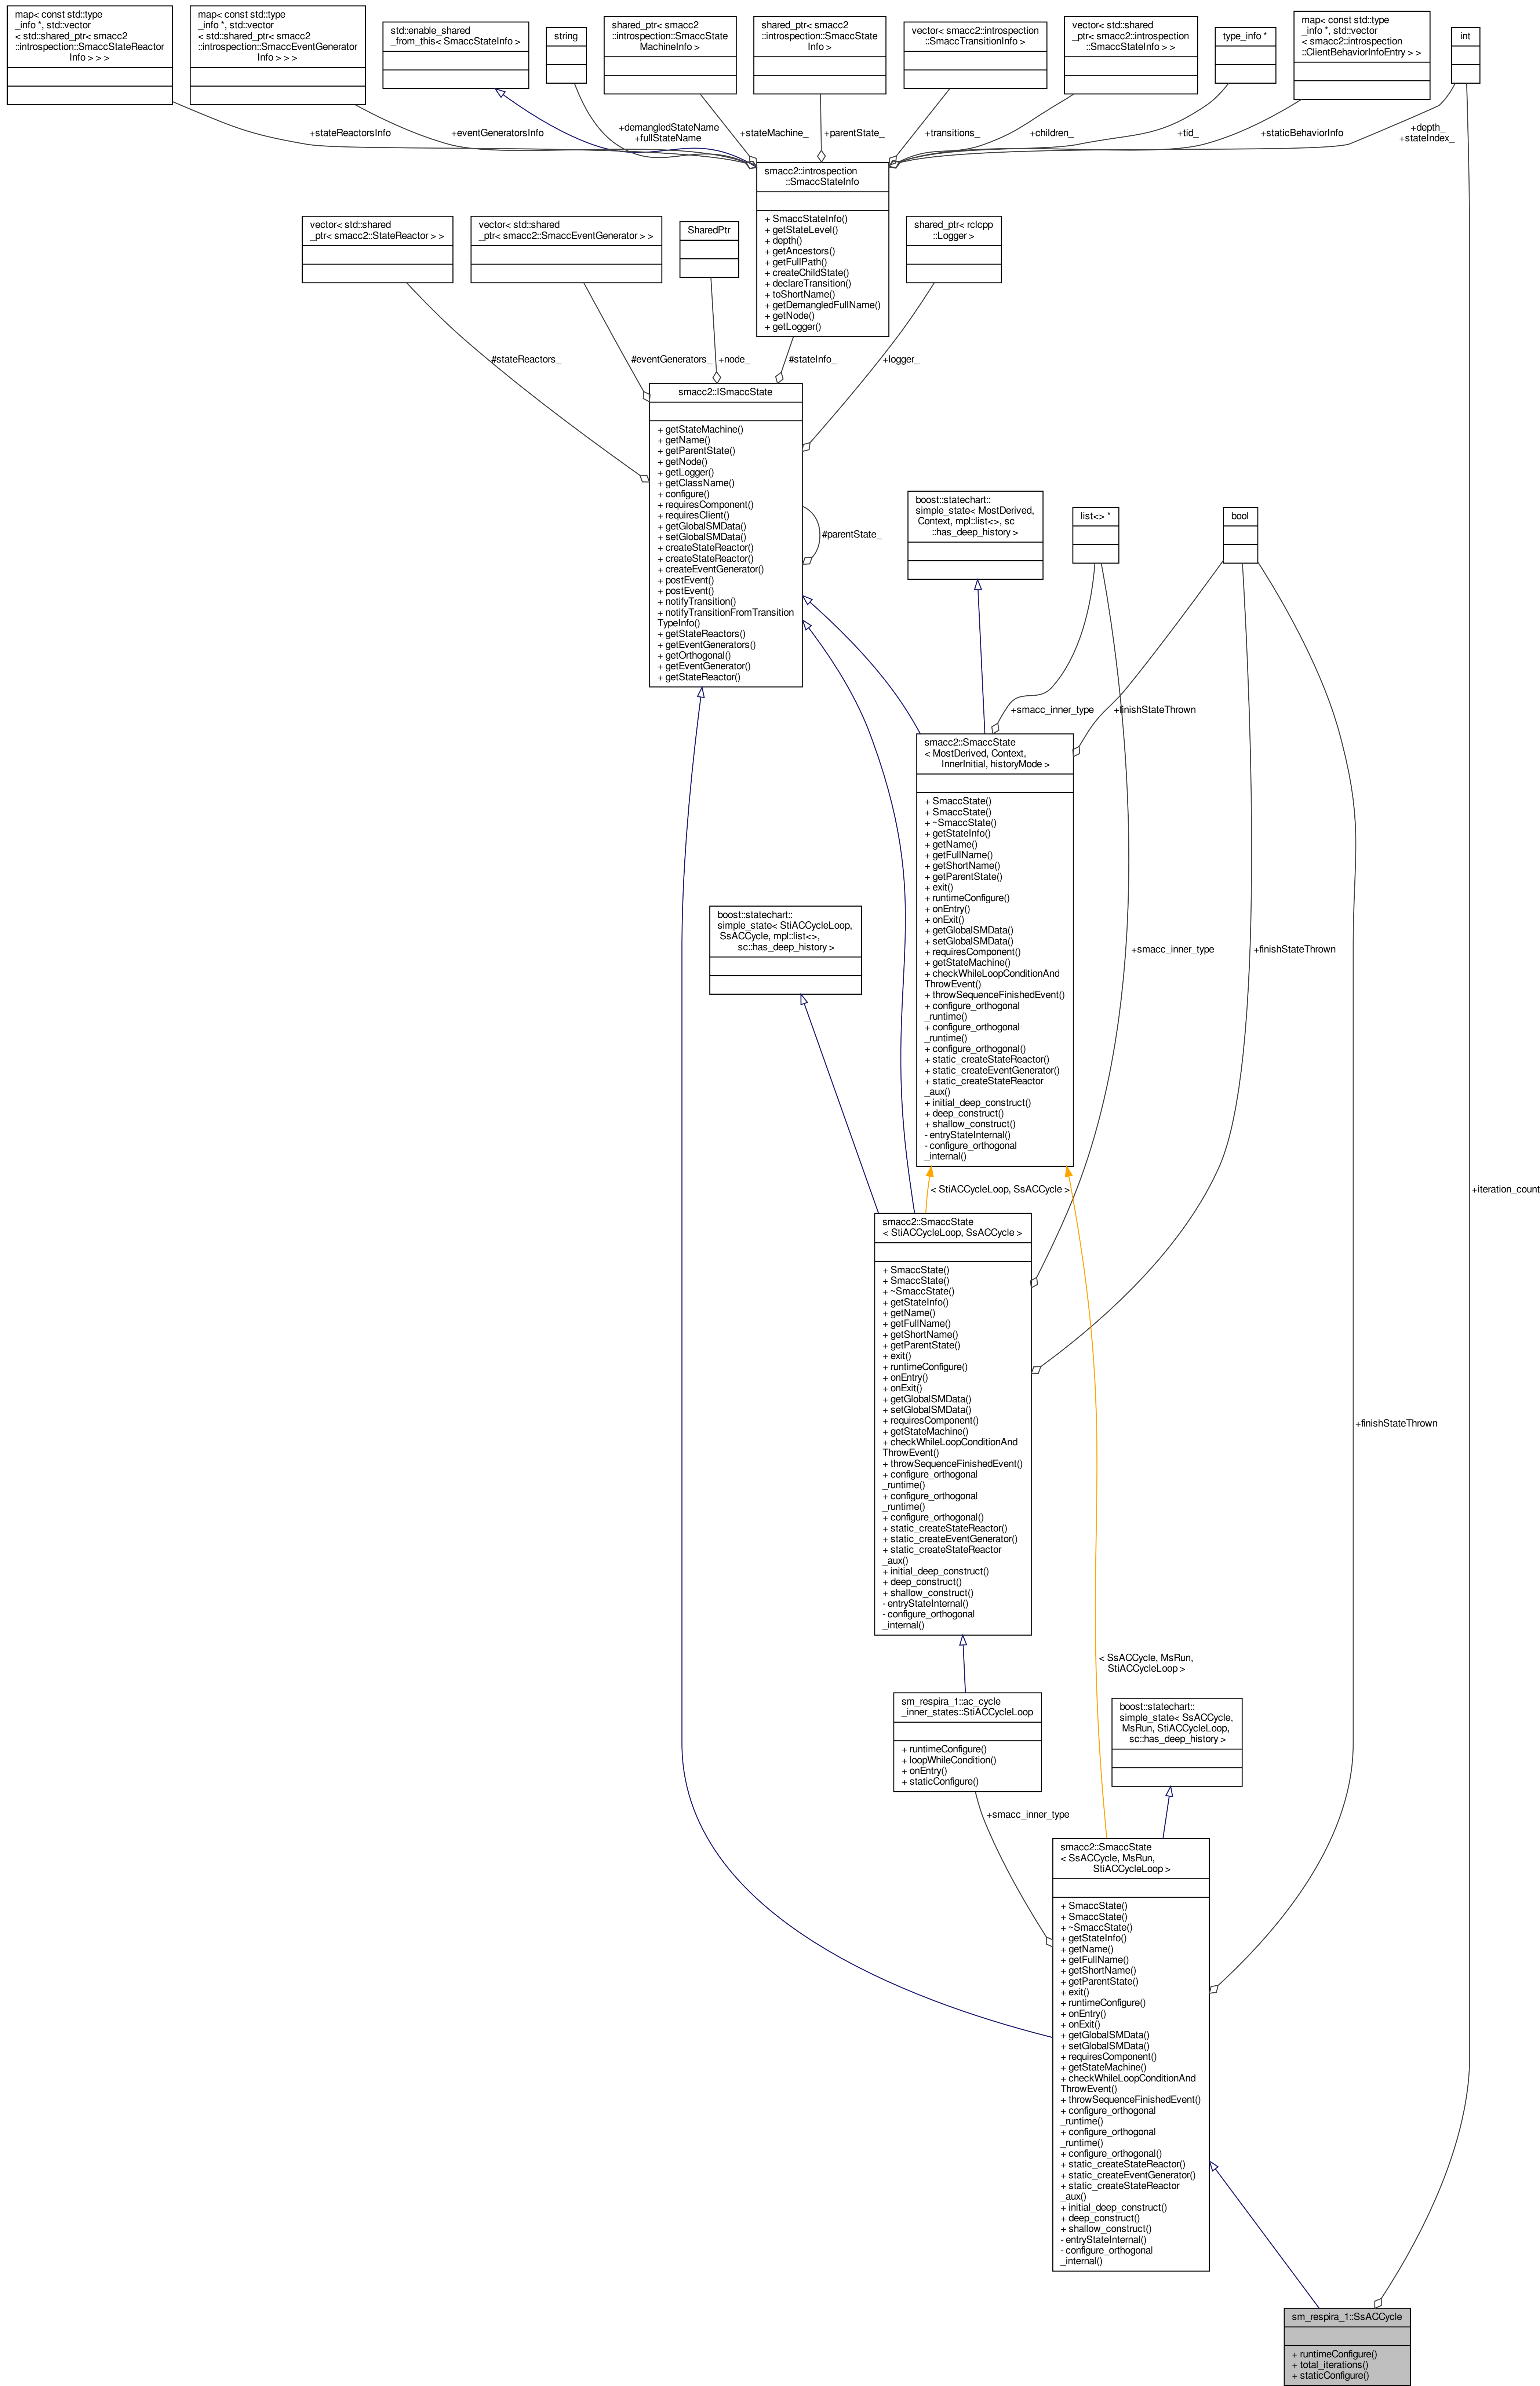 map< const std::type
_info *, std::vector
< std::shared_ptr< smacc2
::introspection::SmaccStateReactor
Info > > >
map< const std::type
_info *, std::vector
< std::shared_ptr< smacc2
::introspection::SmaccEventGenerator
Info > > >
std::enable_shared
_from_this< SmaccStateInfo >
string
shared_ptr< smacc2
::introspection::SmaccState
MachineInfo >
shared_ptr< smacc2
::introspection::SmaccState
Info >
vector< smacc2::introspection
::SmaccTransitionInfo >
vector< std::shared
_ptr< smacc2::introspection
::SmaccStateInfo > >
type_info *
map< const std::type
_info *, std::vector
< smacc2::introspection
::ClientBehaviorInfoEntry > >
int
+stateReactorsInfo
+eventGeneratorsInfo
+demangledStateName
+fullStateName
+stateMachine_
+parentState_
+transitions_
+children_
+tid_
+staticBehaviorInfo
+depth_
+stateIndex_
smacc2::introspection
::SmaccStateInfo
+ SmaccStateInfo()
+ getStateLevel()
+ depth()
+ getAncestors()
+ getFullPath()
+ createChildState()
+ declareTransition()
+ toShortName()
+ getDemangledFullName()
+ getNode()
+ getLogger()
vector< std::shared
_ptr< smacc2::StateReactor > >
vector< std::shared
_ptr< smacc2::SmaccEventGenerator > >
SharedPtr
shared_ptr< rclcpp
::Logger >
#stateReactors_
#eventGenerators_
+node_
#stateInfo_
+logger_
smacc2::ISmaccState
+ getStateMachine()
+ getName()
+ getParentState()
+ getNode()
+ getLogger()
+ getClassName()
+ configure()
+ requiresComponent()
+ requiresClient()
+ getGlobalSMData()
+ setGlobalSMData()
+ createStateReactor()
+ createStateReactor()
+ createEventGenerator()
+ postEvent()
+ postEvent()
+ notifyTransition()
+ notifyTransitionFromTransition
TypeInfo()
+ getStateReactors()
+ getEventGenerators()
+ getOrthogonal()
+ getEventGenerator()
+ getStateReactor()
#parentState_
boost::statechart::
simple_state< MostDerived,
Context, mpl::list<>, sc
::has_deep_history >
list<> *
bool
+smacc_inner_type
+finishStateThrown
smacc2::SmaccState
< MostDerived, Context,
InnerInitial, historyMode >
+ SmaccState()
+ SmaccState()
+ ~SmaccState()
+ getStateInfo()
+ getName()
+ getFullName()
+ getShortName()
+ getParentState()
+ exit()
+ runtimeConfigure()
+ onEntry()
+ onExit()
+ getGlobalSMData()
+ setGlobalSMData()
+ requiresComponent()
+ getStateMachine()
+ checkWhileLoopConditionAnd
ThrowEvent()
+ throwSequenceFinishedEvent()
+ configure_orthogonal
_runtime()
+ configure_orthogonal
_runtime()
+ configure_orthogonal()
+ static_createStateReactor()
+ static_createEventGenerator()
+ static_createStateReactor
_aux()
+ initial_deep_construct()
+ deep_construct()
+ shallow_construct()
- entryStateInternal()
- configure_orthogonal
_internal()
boost::statechart::
simple_state< StiACCycleLoop,
SsACCycle, mpl::list<>,
sc::has_deep_history >
+smacc_inner_type
+finishStateThrown
< StiACCycleLoop, SsACCycle >
+iteration_count
smacc2::SmaccState
< StiACCycleLoop, SsACCycle >
+ SmaccState()
+ SmaccState()
+ ~SmaccState()
+ getStateInfo()
+ getName()
+ getFullName()
+ getShortName()
+ getParentState()
+ exit()
+ runtimeConfigure()
+ onEntry()
+ onExit()
+ getGlobalSMData()
+ setGlobalSMData()
+ requiresComponent()
+ getStateMachine()
+ checkWhileLoopConditionAnd
ThrowEvent()
+ throwSequenceFinishedEvent()
+ configure_orthogonal
_runtime()
+ configure_orthogonal
_runtime()
+ configure_orthogonal()
+ static_createStateReactor()
+ static_createEventGenerator()
+ static_createStateReactor
_aux()
+ initial_deep_construct()
+ deep_construct()
+ shallow_construct()
- entryStateInternal()
- configure_orthogonal
_internal()
+finishStateThrown
< SsACCycle, MsRun,
StiACCycleLoop >
sm_respira_1::ac_cycle
_inner_states::StiACCycleLoop
+ runtimeConfigure()
+ loopWhileCondition()
+ onEntry()
+ staticConfigure()
boost::statechart::
simple_state< SsACCycle,
MsRun, StiACCycleLoop,
sc::has_deep_history >
+smacc_inner_type
smacc2::SmaccState
< SsACCycle, MsRun,
StiACCycleLoop >
+ SmaccState()
+ SmaccState()
+ ~SmaccState()
+ getStateInfo()
+ getName()
+ getFullName()
+ getShortName()
+ getParentState()
+ exit()
+ runtimeConfigure()
+ onEntry()
+ onExit()
+ getGlobalSMData()
+ setGlobalSMData()
+ requiresComponent()
+ getStateMachine()
+ checkWhileLoopConditionAnd
ThrowEvent()
+ throwSequenceFinishedEvent()
+ configure_orthogonal
_runtime()
+ configure_orthogonal
_runtime()
+ configure_orthogonal()
+ static_createStateReactor()
+ static_createEventGenerator()
+ static_createStateReactor
_aux()
+ initial_deep_construct()
+ deep_construct()
+ shallow_construct()
- entryStateInternal()
- configure_orthogonal
_internal()
sm_respira_1::SsACCycle
+ runtimeConfigure()
+ total_iterations()
+ staticConfigure()